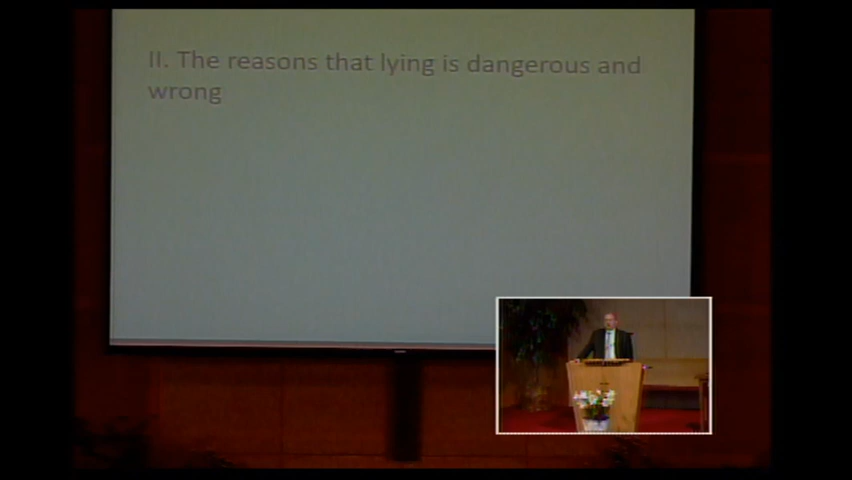 II. The reasons that lying is dangerous and
wrong